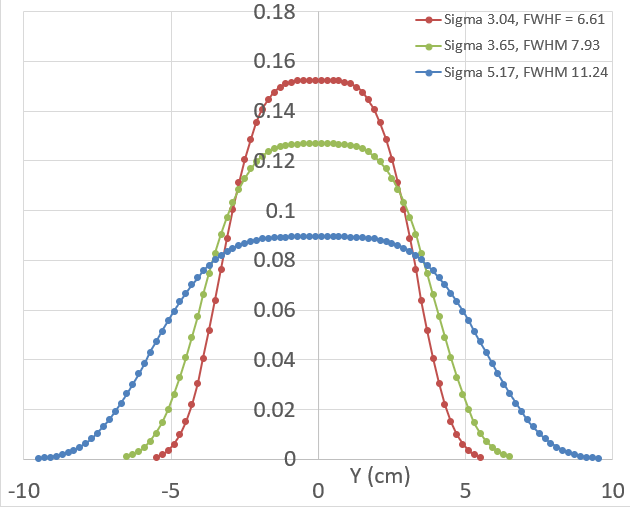 0.18
Sigma 3.04, FWHF = 6.61
Sigma 3.65, FWHM 7.93
Sigma 5.17, FWHM 11.24
0.16
0.14
0.12
0.1
0.08
0.06
0.04
0.02
0
Y (cm)
-10 -5 0 5 10